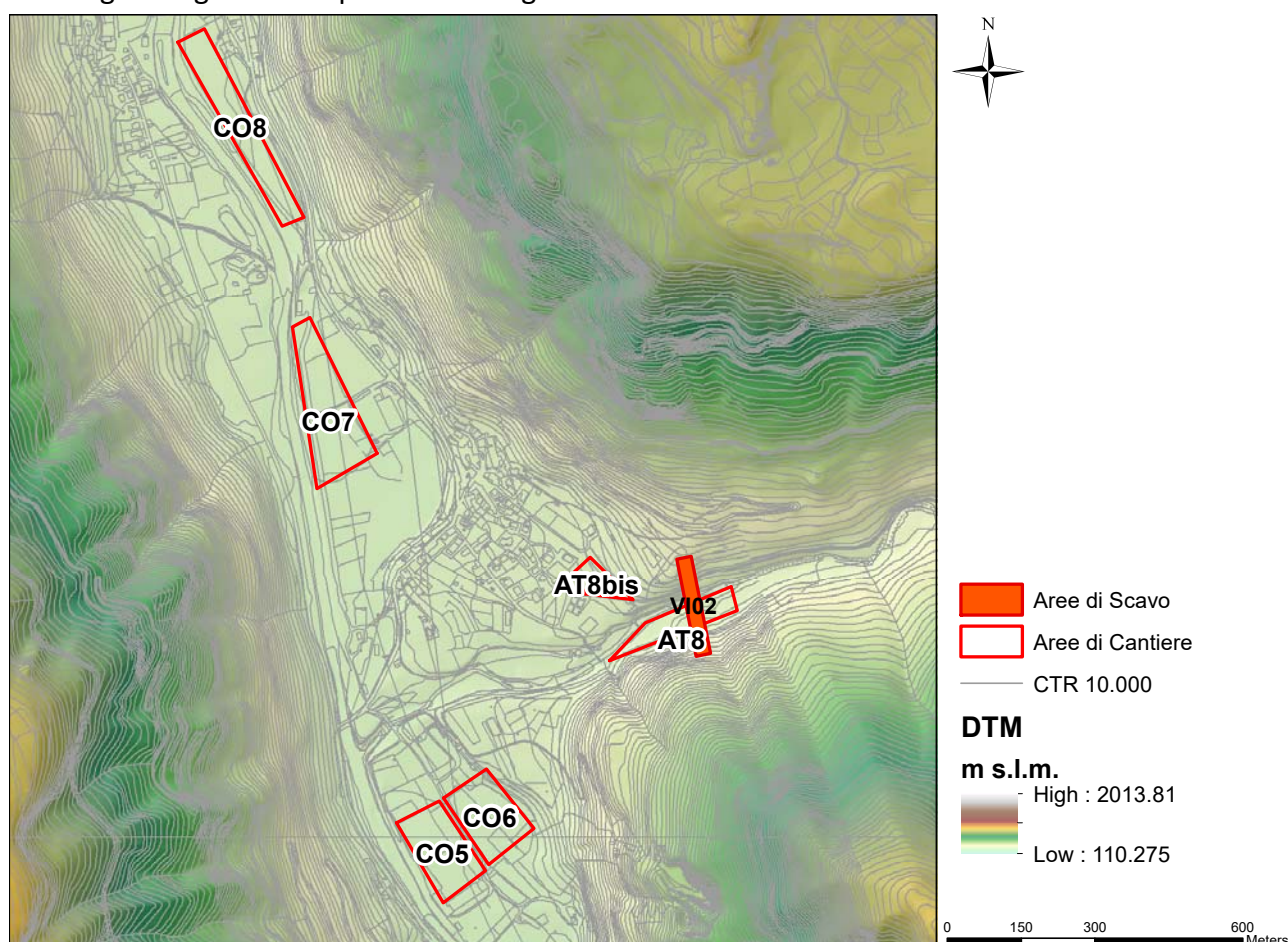 N
CO8
CO7
AT8bis
VI02
AT8
CO6
CO5
Aree di Scavo
Aree di Cantiere
CTR 10.000
DTM
m s.l.m.
High : 2013.81
Low : 110.275
0 150 300 600
Meters